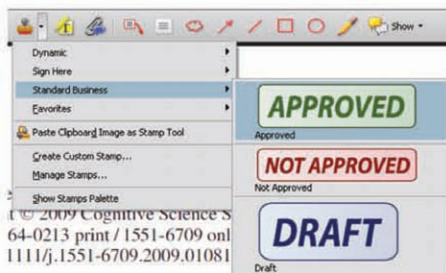 Show
Dynamic
Sign Here
Standard Business
Favorites
Paste Clipboard Image as Stamp Tool
Create Custom Stamp...
Manage Stamps...
Show Stamps Palette
APPROVED
Approved
NOT APPROVED
Not Approved
DRAFT
Draft
t © 2009 Cognitive Science S
64-0213 print / 1551-6709 onl
1111/j.1551-6709.2009.01081